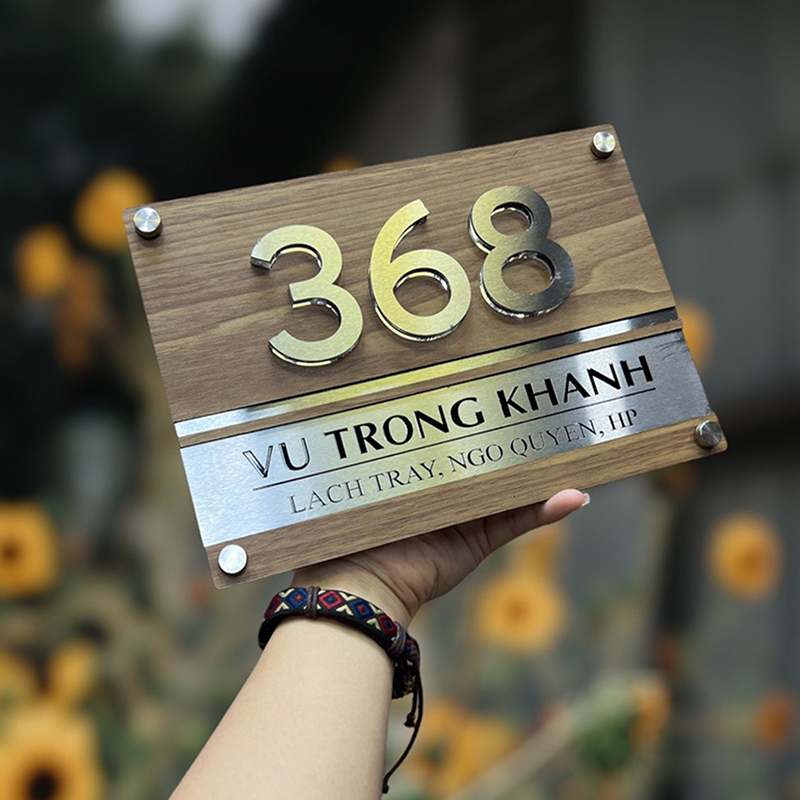 368
VU TRONG KHANH
LACH TRAY, NGO QUYEN, HP